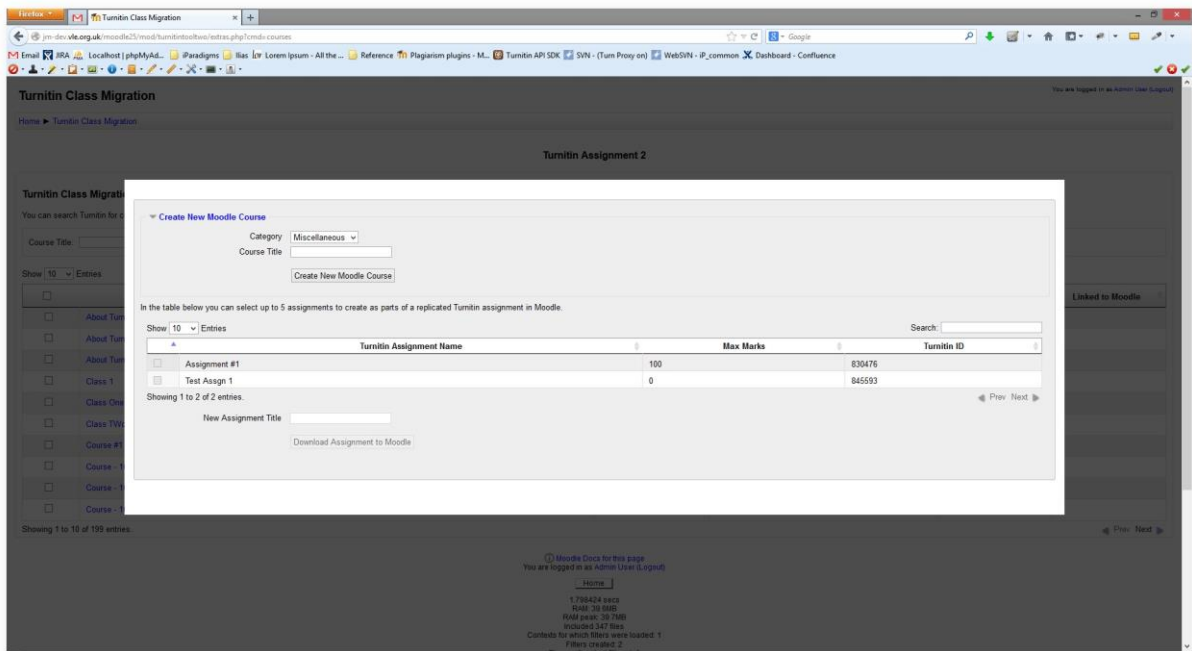 Firefox
Turnitin Class Migration
jm-dev.vle.org.uk/moodle25/mod/turnitintooltwo/extras.php?cmd=courses
Google
Email JIRA Localhost | phpMyAd... iParadigms Ilias Lorem Ipsum - All the ... Reference Plagiarism plugins - M... Turnitin API SDK SVN - (Turn Proxy on) WebSVN - iP_common Dashboard - Confluence
Turnitin Class Migration
You are logged in as Admin User (Logout)
Home ► Turnitin Class Migration
Turnitin Assignment 2
Turnitin Class Migrati
You can search Turnitin for c
Course Title
Show 10 Entries
Linked to Moodle
About Turn
About Turn
About Turn
Class 1
Class One
Class TWo
Course #1
Course - 1
Course - 1
Course - 1
Showing 1 to 10 of 199 entries.
Prev Next
Create New Moodle Course
Category Miscellaneous
Course Title
Create New Moodle Course
In the table below you can select up to 5 assignments to create as parts of a replicated Turnitin assignment in Moodle.
Show 10 Entries Search:
Turnitin Assignment Name Max Marks Turnitin ID
Assignment #1 100 830476
Test Assgn 1 0 845593
Showing 1 to 2 of 2 entries. Prev Next
New Assignment Title
Download Assignment to Moodle
Moodle Docs for this page
You are logged in as Admin User (Logout)
Home
1.798424 secs
RAM: 39.6MB
RAM peak: 39.7MB
Included 347 files
Contexts for which filters were loaded: 1
Filters created: 2